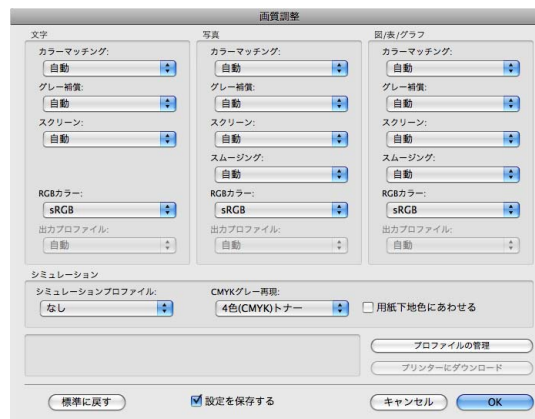 画質調整
文字
カラーマッチング:
自動
グレー補償:
自動
スクリーン:
自動
RGBカラー:
sRGB
出力プロファイル:
自動
写真
カラーマッチング:
自動
グレー補償:
自動
スクリーン:
自動
スムージング:
自動
RGBカラー:
sRGB
出力プロファイル:
自動
図/表/グラフ
カラーマッチング:
自動
グレー補償:
自動
スクリーン:
自動
スムージング:
自動
RGBカラー:
sRGB
出力プロファイル:
自動
シミュレーション
シミュレーションプロファイル:
なし
CMYKグレー再現:
4色(CMYK)トナー
用紙下地色にあわせる
プロファイルの管理
プリンターにダウンロード
標準に戻す
設定を保存する
キャンセル
OK